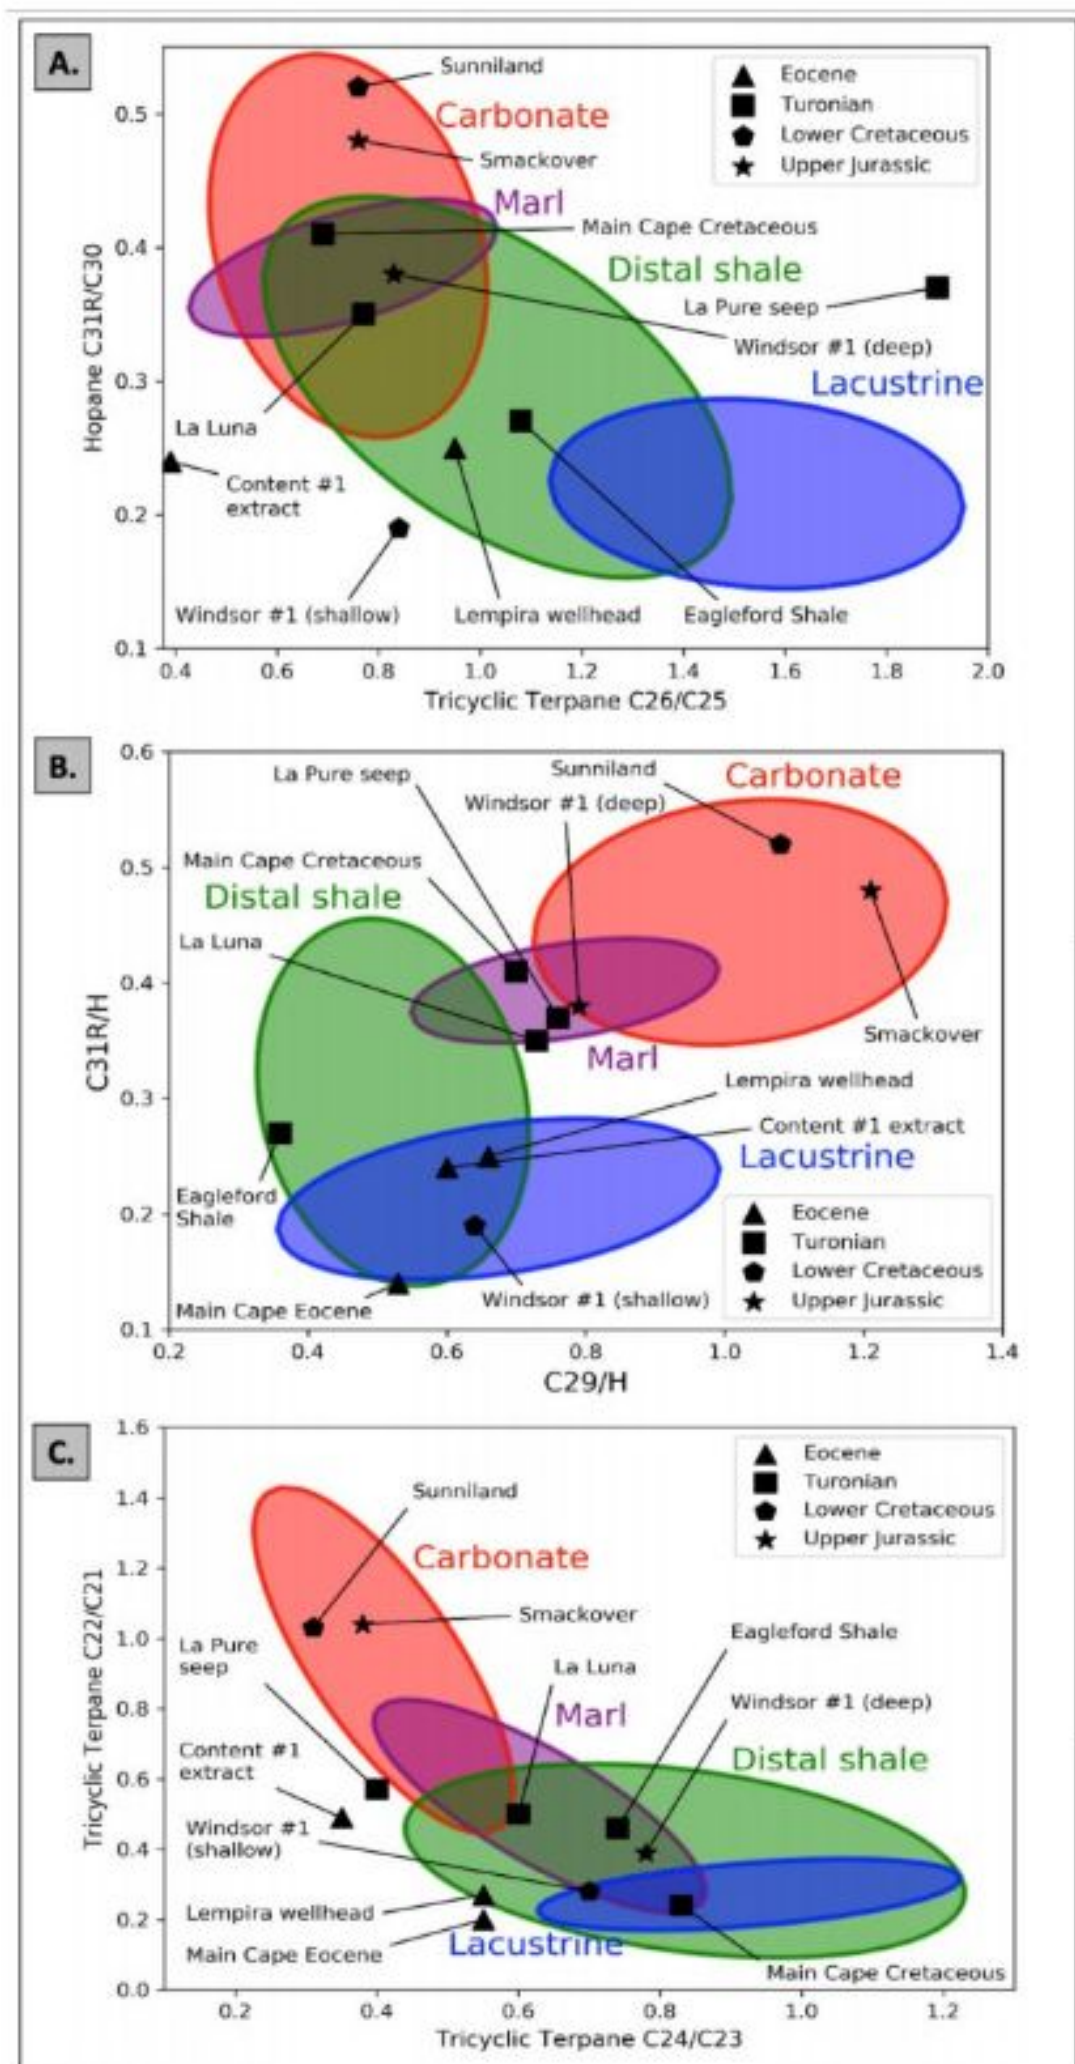 A.
Sunniland
Carbonate
Smackover
Marl
Main Cape Cretaceous
Distal shale
La Pure seep
Windsor #1 (deep)
Lacustrine
La Luna
Content #1
extract
Windsor #1 (shallow)
Lempira wellhead
Eagleford Shale
Eocene
Turonian
Lower Cretaceous
Upper Jurassic
Hopane C31R/C30
0.5
0.4
0.3
0.2
0.1
0.4 0.6 0.8 1.0 1.2 1.4 1.6 1.8 2.0
Tricyclic Terpane C26/C25
B.
La Pure seep
Sunniland
Carbonate
Windsor #1 (deep)
Main Cape Cretaceous
Distal shale
La Luna
Smackover
Marl
Lempira wellhead
Content #1 extract
Lacustrine
Eagleford
Shale
Main Cape Eocene
Windsor #1 (shallow)
Eocene
Turonian
Lower Cretaceous
Upper Jurassic
C31R/H
0.6
0.5
0.4
0.3
0.2
0.1
0.2 0.4 0.6 0.8 1.0 1.2 1.4
C29/H
C.
Eocene
Turonian
Lower Cretaceous
Upper Jurassic
Sunniland
Carbonate
Smackover
La Pure
seep
Eagleford Shale
La Luna
Windsor #1 (deep)
Marl
Content #1
extract
Distal shale
Windsor #1
(shallow)
Lempira wellhead
Lacustrine
Main Cape Eocene
Main Cape Cretaceous
Tricyclic Terpane C22/C21
1.6
1.4
1.2
1.0
0.8
0.6
0.4
0.2
0.0
0.2 0.4 0.6 0.8 1.0 1.2
Tricyclic Terpane C24/C23